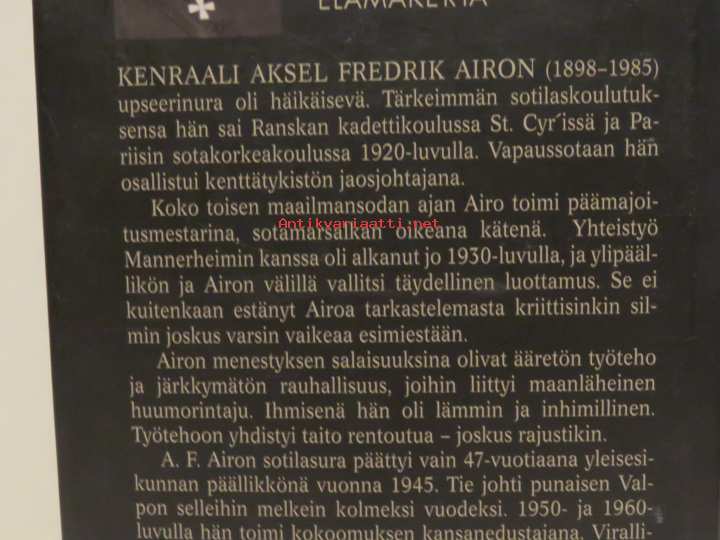 ELÄMÄKERTA
KENRAALI AKSEL FREDRIK AIRON (1898–1985)
upseerinura oli häikäisevä. Tärkeimmän sotilaskoulutuk-
sensa hän sai Ranskan kadettikoulussa St. Cyr´issä ja Pa-
riisin sotakorkeakoulussa 1920-luvulla. Vapaussotaan hän
osallistui kenttätykistön jaosjohtajana.
Koko toisen maailmansodan ajan Airo toimi päämajoi-
tusmestarina, sotamarsalkan oikeana kätenä. Yhteistyö
Antikvariaatti.net
Mannerheimin kanssa oli alkanut jo 1930-luvulla, ja ylipääl-
likön ja Airon välillä vallitsi täydellinen luottamus. Se ei
kuitenkaan estänyt Airoa tarkastelemasta kriittisinkin sil-
min joskus varsin vaikeaa esimiestään.
Airon menestyksen salaisuuksina olivat ääretön työteho
ja järkkymätön rauhallisuus, joihin liittyi maanläheinen
huumorintaju. Ihmisenä hän oli lämmin ja inhimillinen.
Työtehoon yhdistyi taito rentoutua – joskus rajustikin.
A. F. Airon sotilasura päättyi vain 47-vuotiaana yleisesi-
kunnan päällikkönä vuonna 1945. Tie johti punaisen Val-
pon selleihin melkein kolmeksi vuodeksi. 1950- ja 1960-
luvulla hän toimi kokoomuksen kansanedustajana. Viralli-